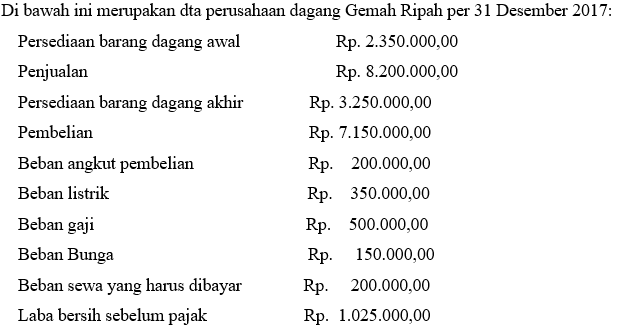 Di bawah ini merupakan dta perusahaan dagang Gemah Ripah per 31 Desember 2017:
Persediaan barang dagang awal Rp. 2.350.000,00
Penjualan Rp. 8.200.000,00
Persediaan barang dagang akhir Rp. 3.250.000,00
Pembelian Rp. 7.150.000,00
Beban angkut pembelian Rp. 200.000,00
Beban listrik Rp. 350.000,00
Beban gaji Rp. 500.000,00
Beban Bunga Rp. 150.000,00
Beban sewa yang harus dibayar Rp. 200.000,00
Laba bersih sebelum pajak Rp. 1.025.000,00